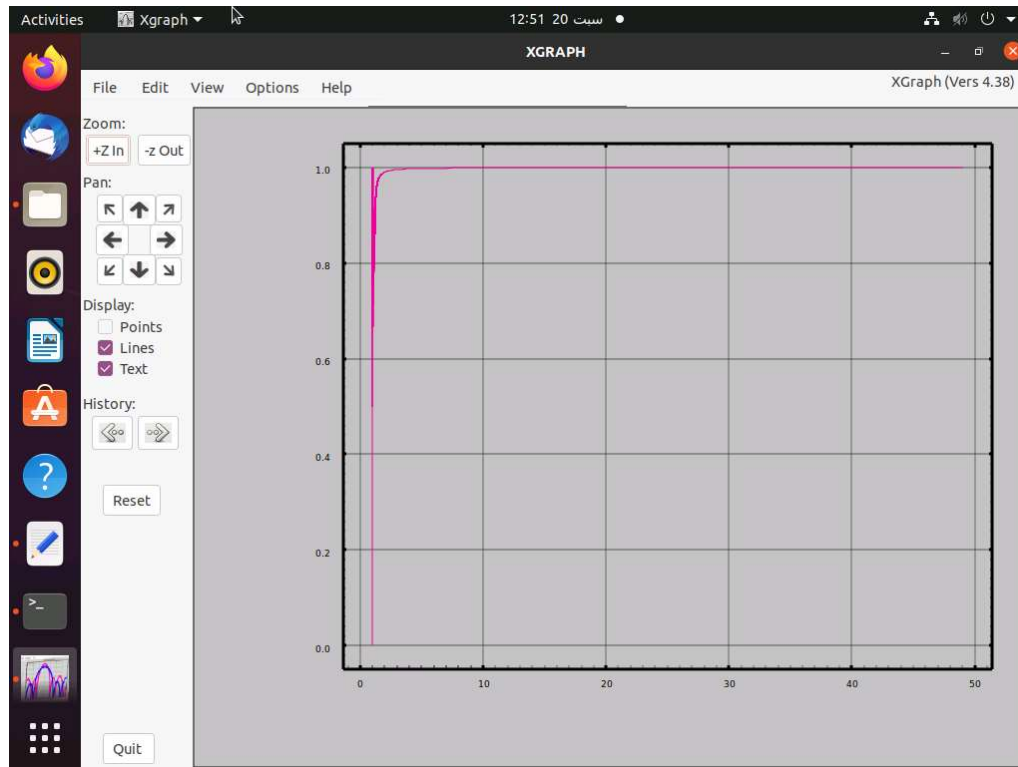 Activities Xgraph سبت 20 12:51
XGRAPH
File Edit View Options Help XGraph (Vers 4.38)
Zoom:
+Z In -z Out
Pan:
Display:
Points
Lines
Text
History:
Reset
Quit
1.0
0.8
0.6
0.4
0.2
0.0
0 10 20 30 40 50